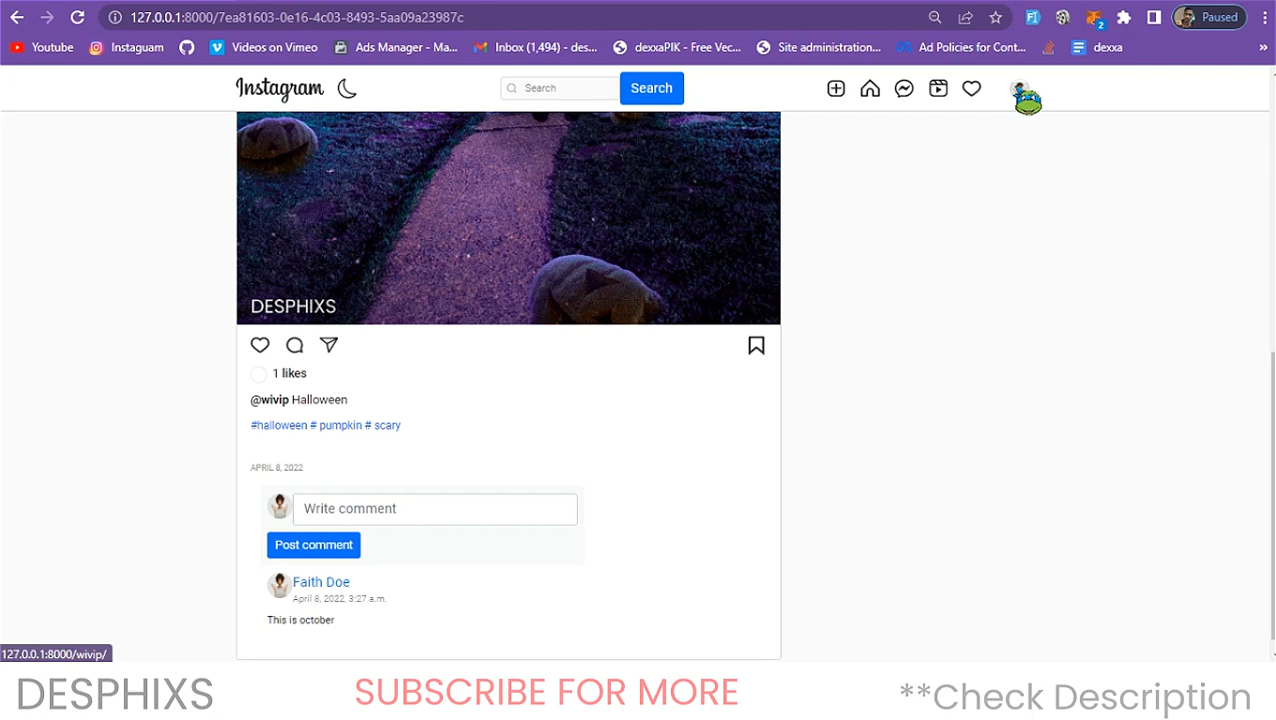 127.0.0.1:8000/7ea81603-0e16-4c03-8493-5aa09a23987c
Paused
2
Youtube
Instaguam
Videos on Vimeo
Ads Manager - Ma...
Inbox (1,494) - des...
dexxaPIK - Free Vec...
Site administration...
Ad Policies for Cont...
dexxa
»
Instagram
Search
Search
DESPHIXS
1 likes
@wivip Halloween
#halloween # pumpkin # scary
APRIL 8, 2022
Write comment
Post comment
Faith Doe
April 8, 2022, 3:27 a.m.
This is october
127.0.0.1:8000/wivip/
DESPHIXS
SUBSCRIBE FOR MORE
**Check Description